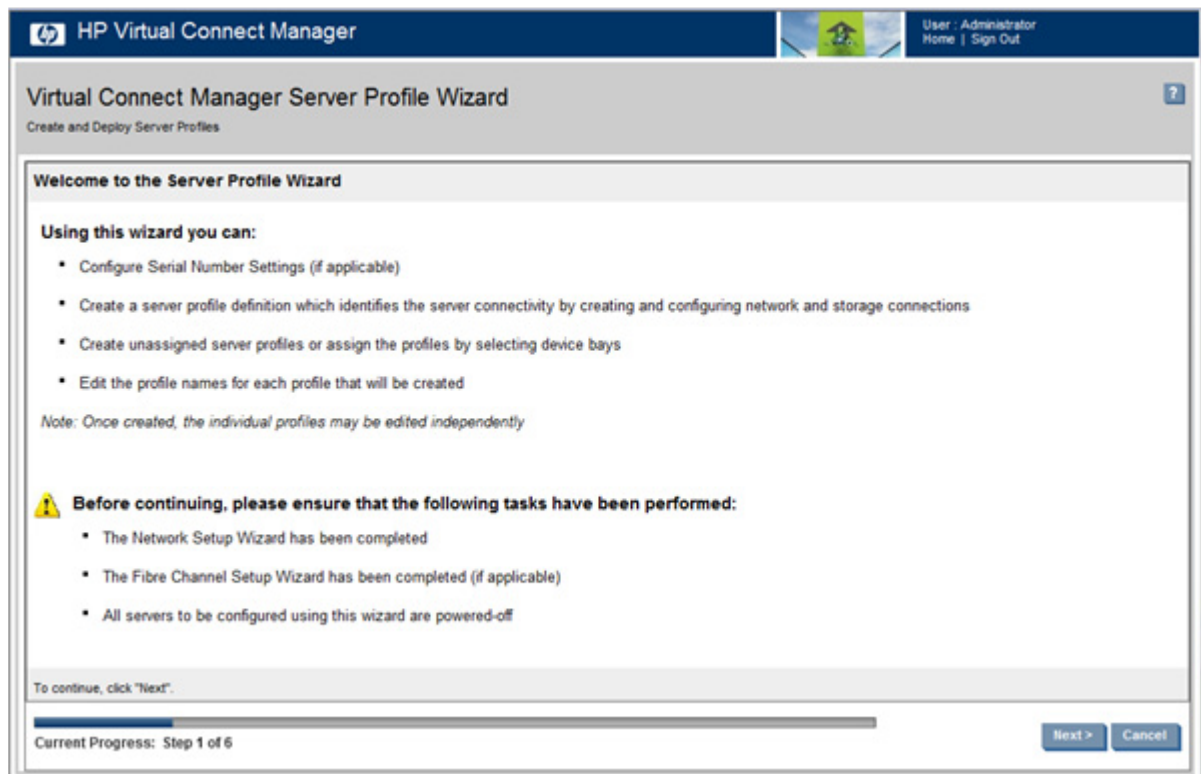 HP Virtual Connect Manager
User : Administrator
Home | Sign Out
Virtual Connect Manager Server Profile Wizard
?
Create and Deploy Server Profiles
Welcome to the Server Profile Wizard
Using this wizard you can:
▪ Configure Serial Number Settings (if applicable)
▪ Create a server profile definition which identifies the server connectivity by creating and configuring network and storage connections
▪ Create unassigned server profiles or assign the profiles by selecting device bays
▪ Edit the profile names for each profile that will be created
Note: Once created, the individual profiles may be edited independently
Before continuing, please ensure that the following tasks have been performed:
▪ The Network Setup Wizard has been completed
▪ The Fibre Channel Setup Wizard has been completed (if applicable)
▪ All servers to be configured using this wizard are powered-off
To continue, click "Next".
Current Progress: Step 1 of 6
Next > Cancel